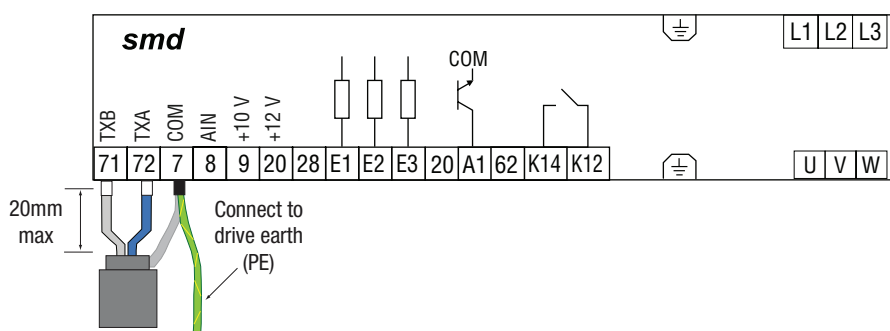 smd
L1 L2 L3
COM
TXB TXA COM AIN +10 V +12 V
71 72 7 8 9 20 28 E1 E2 E3 20 A1 62 K14 K12
U V W
20mm
max
Connect to
drive earth
(PE)